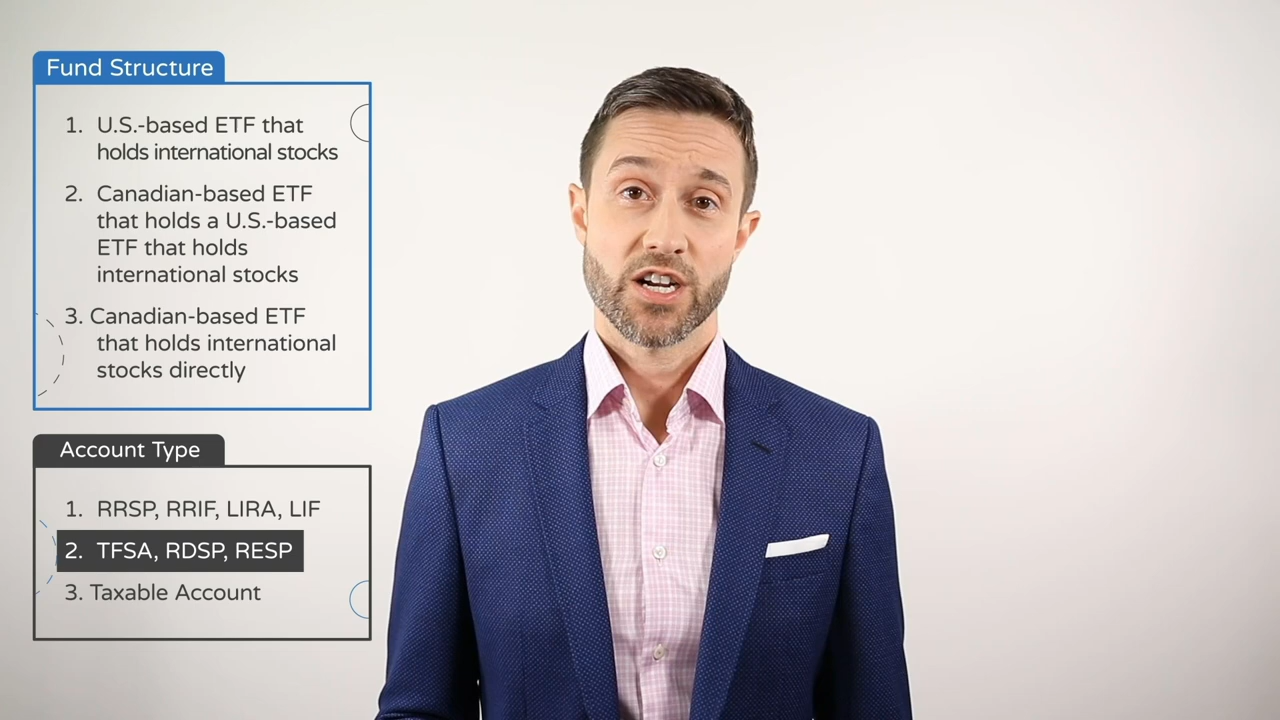 Fund Structure
1. U.S.-based ETF that
holds international stocks
2. Canadian-based ETF
that holds a U.S.-based
ETF that holds
international stocks
3. Canadian-based ETF
that holds international
stocks directly
Account Type
1. RRSP, RRIF, LIRA, LIF
2. TFSA, RDSP, RESP
3. Taxable Account